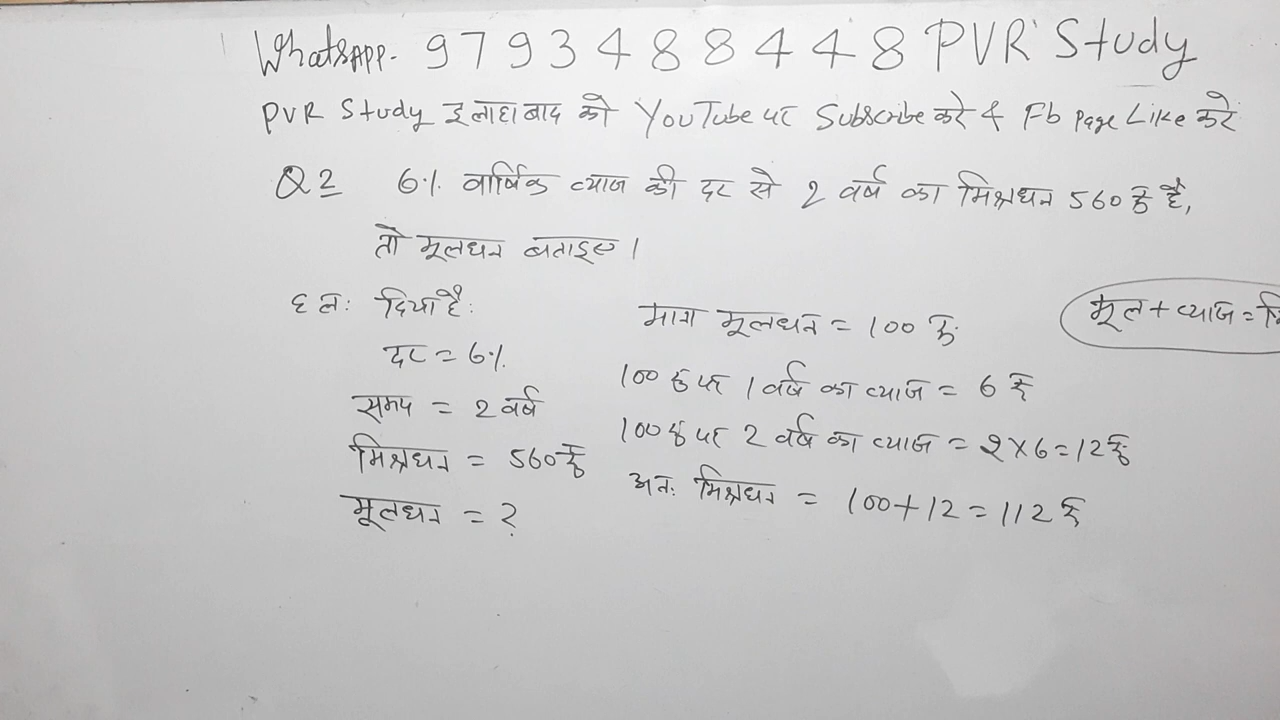 WhatsApp- 9793488448 PVR Study
PVR Study इलाहाबाद को YouTube पर Subscribe करे & Fb Page Like करे
Q2 6% वार्षिक व्याज की दर से 2 वर्ष का मिश्रधन 560 रु है,
तो मूलधन बताइए।
हल: दिया है:
दर = 6%
समय = 2 वर्ष
मिश्रधन = 560 रु
मूलधन = ?
माना मूलधन = 100 रु
100 रु पर 1 वर्ष का व्याज = 6 रु
100 रु पर 2 वर्ष का व्याज = 2×6=12 रु
अतः मिश्रधन = 100+12=112 रु
मूल + व्याज = मि